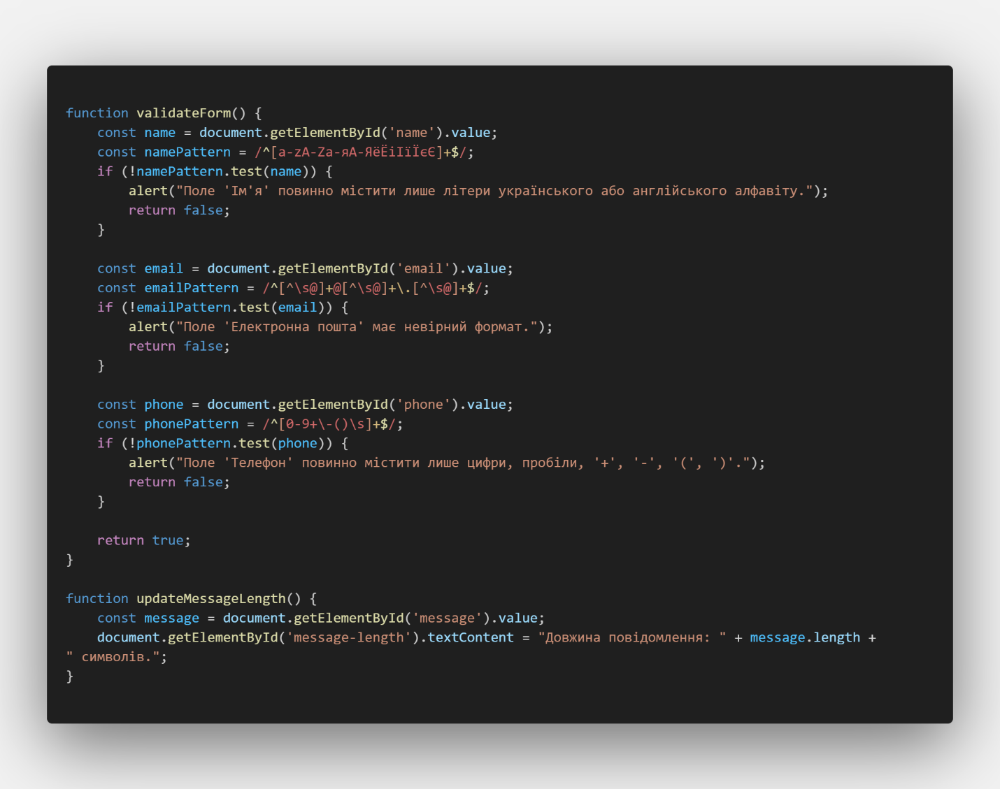 function validateForm() {
    const name = document.getElementById('name').value;
    const namePattern = /^[a-zA-Zа-яА-ЯёЁіІїЇєЄ]+$/;
    if (!namePattern.test(name)) {
        alert("Поле 'Ім'я' повинно містити лише літери українського або англійського алфавіту.");
        return false;
    }

    const email = document.getElementById('email').value;
    const emailPattern = /^[^\s@]+@[^\s@]+\.[^\s@]+$/;
    if (!emailPattern.test(email)) {
        alert("Поле 'Електронна пошта' має невірний формат.");
        return false;
    }

    const phone = document.getElementById('phone').value;
    const phonePattern = /^[0-9+\-()\s]+$/;
    if (!phonePattern.test(phone)) {
        alert("Поле 'Телефон' повинно містити лише цифри, пробіли, '+', '-', '(', ')'.");
        return false;
    }

    return true;
}

function updateMessageLength() {
    const message = document.getElementById('message').value;
    document.getElementById('message-length').textContent = "Довжина повідомлення: " + message.length +
" символів.";
}